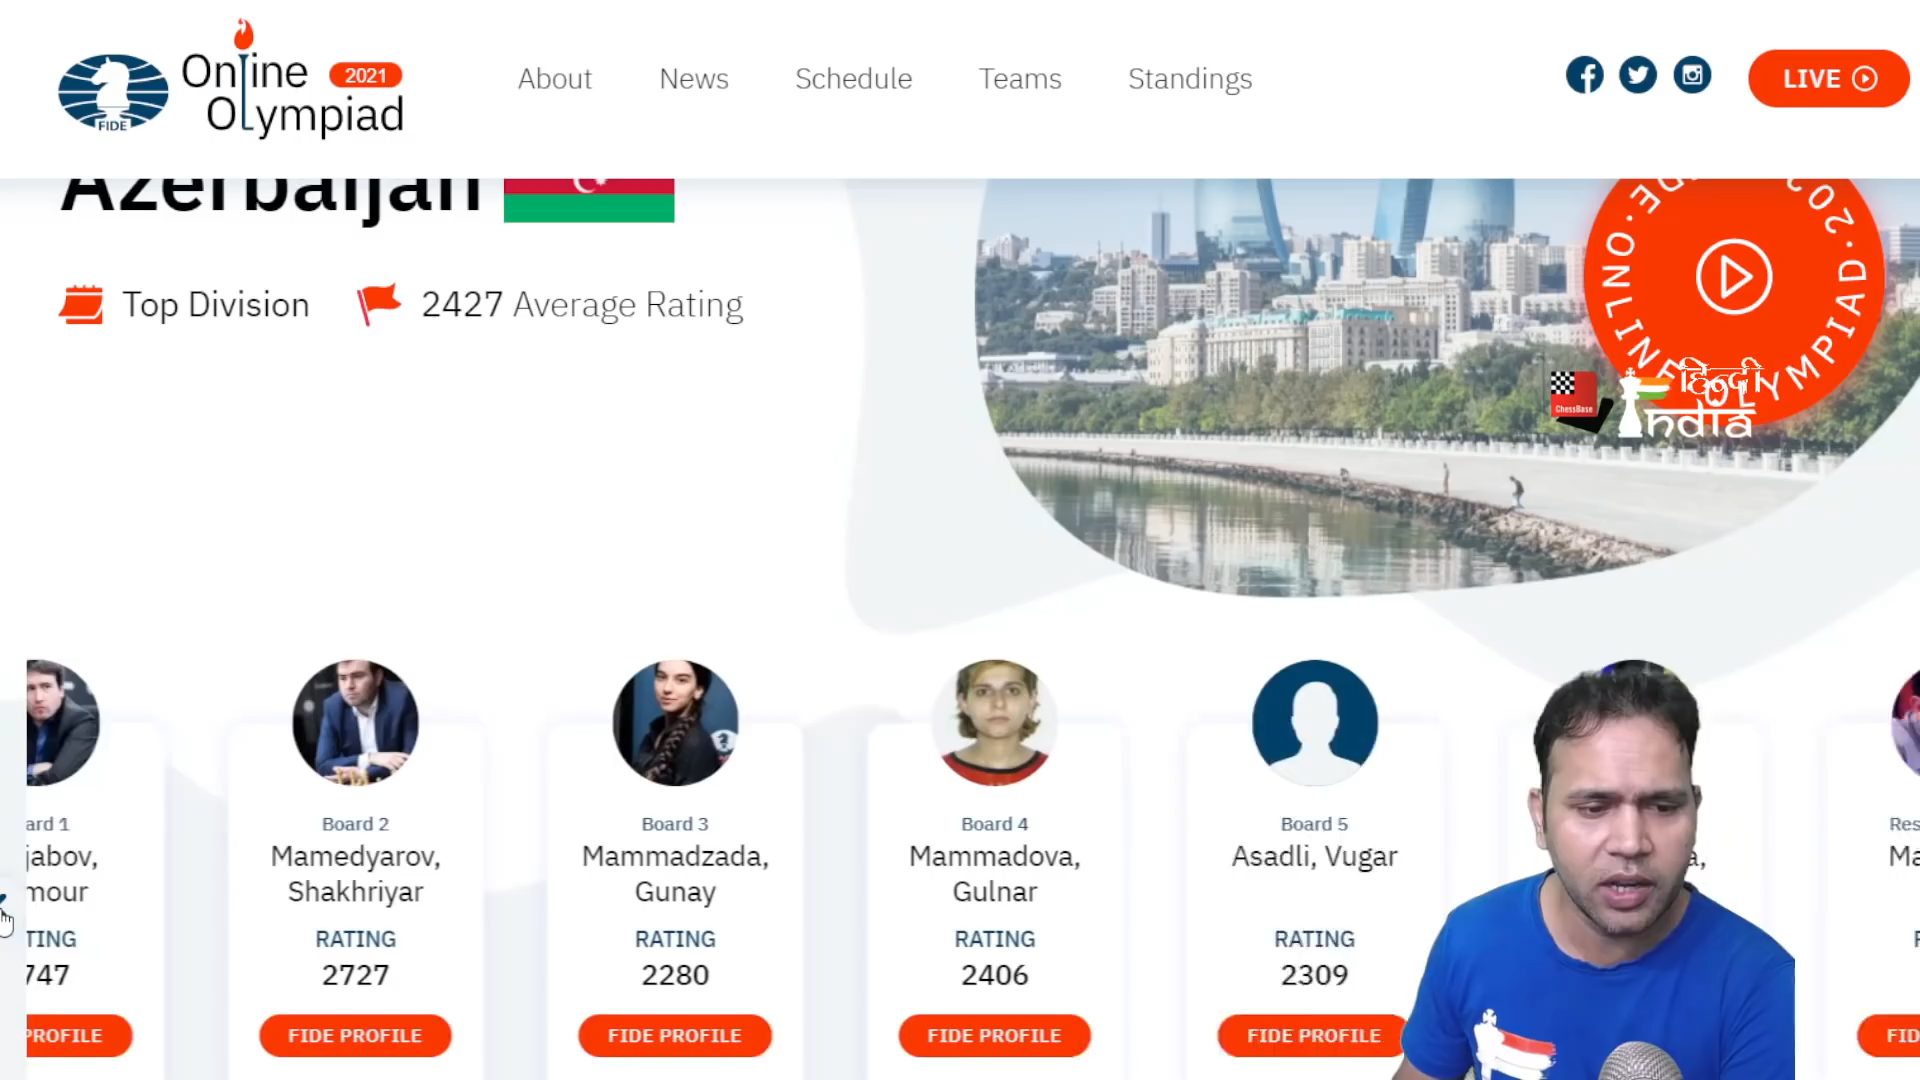 Online 2021
Olympiad
FIDE
About News Schedule Teams Standings
LIVE
Azerbaijan
Top Division 2427 Average Rating
ONLINE OLYMPIAD
ChessBase
हिन्दी
India
ard 1
jabov,
mour
TING
747
PROFILE
Board 2
Mamedyarov,
Shakhriyar
RATING
2727
FIDE PROFILE
Board 3
Mammadzada,
Gunay
RATING
2280
FIDE PROFILE
Board 4
Mammadova,
Gulnar
RATING
2406
FIDE PROFILE
Board 5
Asadli, Vugar
RATING
2309
FIDE PROFILE
a,
Res
Ma
FID